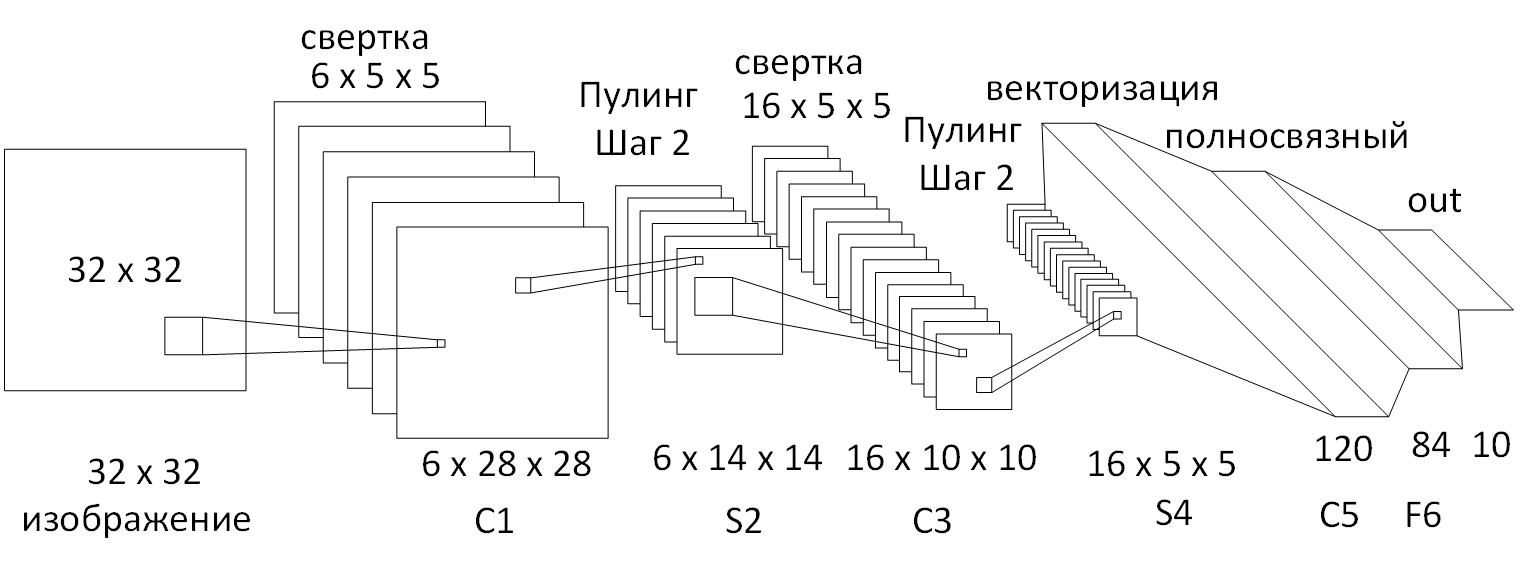 свертка
6 x 5 x 5
Пулинг
Шаг 2
свертка
16 x 5 x 5
Пулинг
Шаг 2
векторизация
полносвязный
out
32 x 32
32 x 32
изображение
6 x 28 x 28
C1
6 x 14 x 14
S2
16 x 10 x 10
C3
16 x 5 x 5
S4
120
C5
84
F6
10